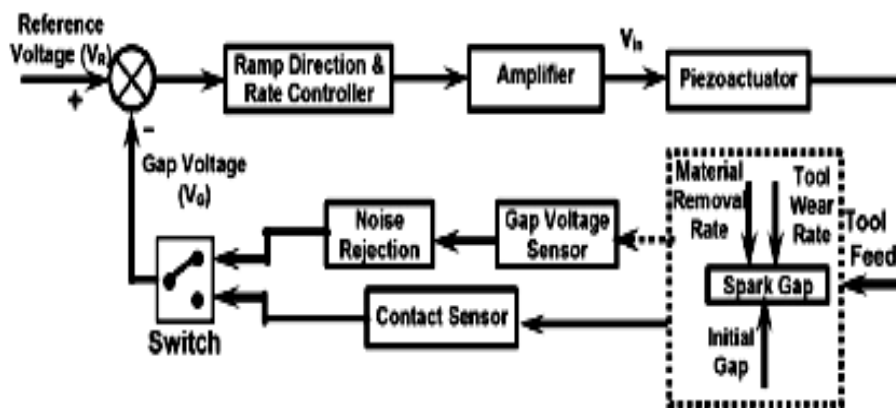 Reference
Voltage (VR)
+
−
Ramp Direction &
Rate Controller
Amplifier
Vin
Piezoactuator
Gap Voltage
(VG)
Noise
Rejection
Gap Voltage
Sensor
Contact Sensor
Switch
Material
Removal
Rate
Tool
Wear
Rate
Tool
Feed
Spark Gap
Initial
Gap